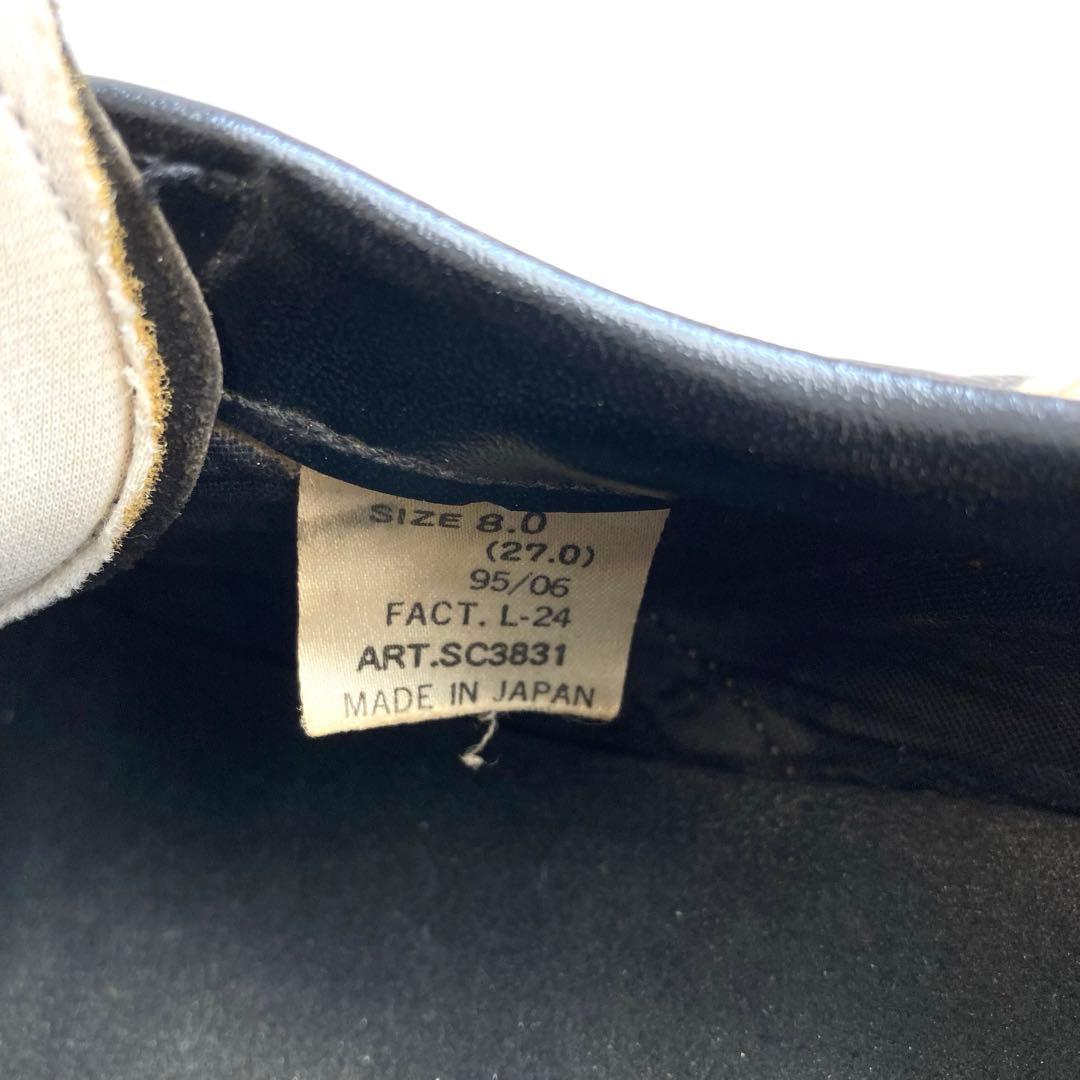 SIZE 8.0
(27.0)
95/06
FACT. L-24
ART.SC3831
MADE IN JAPAN